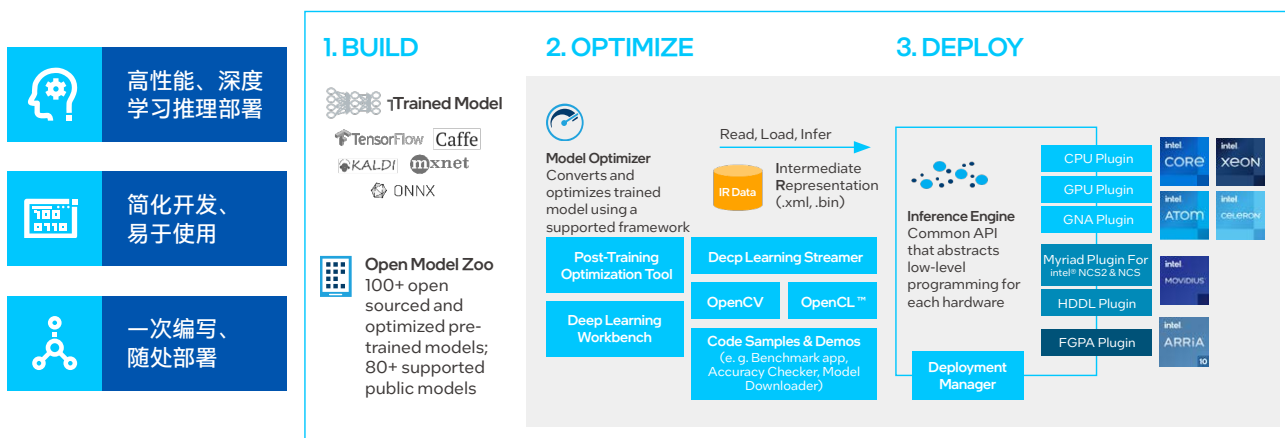 高性能、深度
学习推理部署
简化开发、
易于使用
一次编写、
随处部署
1. BUILD
Trained Model
TensorFlow Caffe
KALDI mxnet
ONNX
Open Model Zoo
100+ open
sourced and
optimized pre-
trained models;
80+ supported
public models
2. OPTIMIZE
Model Optimizer
Converts and
optimizes trained
model using a
supported framework
Read, Load, Infer
IR Data
Intermediate
Representation
(.xml, .bin)
Post-Training
Optimization Tool
Deep Learning
Workbench
Decp Learning Streamer
OpenCV
OpenCL™
Code Samples & Demos
(e. g. Benchmark app,
Accuracy Checker, Model
Downloader)
3. DEPLOY
Inference Engine
Common API
that abstracts
low-level
programming for
each hardware
Deployment
Manager
CPU Plugin
GPU Plugin
GNA Plugin
Myriad Plugin For
intel® NCS2 & NCS
HDDL Plugin
FGPA Plugin
intel
CORE
intel
XEON
intel
ATOM
intel
CELERON
intel
MOVIDIUS
intel
ARRIA
10